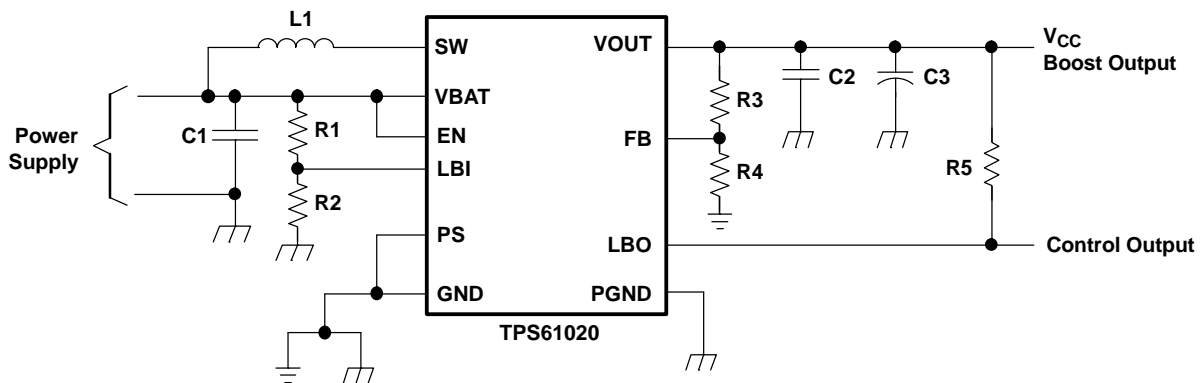 L1
SW
VOUT
VCC
Boost Output
C2
C3
R3
VBAT
Power
Supply
C1
R1
EN
FB
LBI
R4
R5
R2
PS
LBO
Control Output
GND
PGND
TPS61020